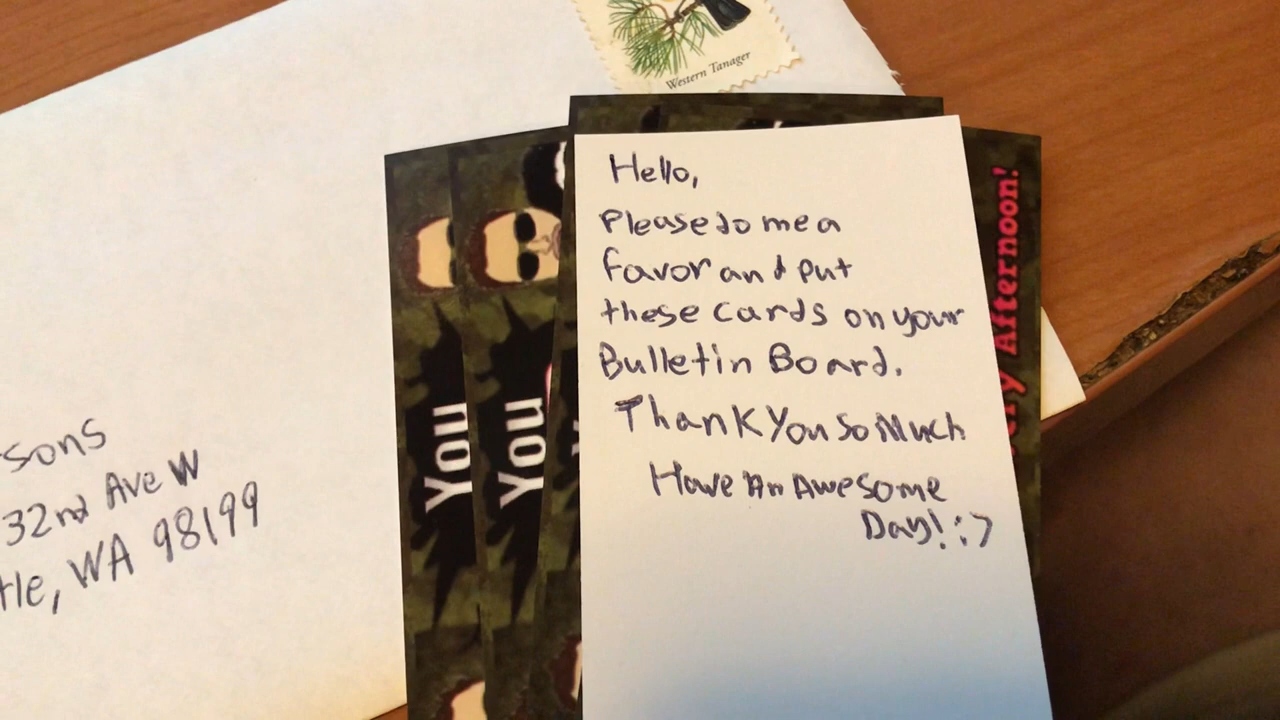 Western Tanager
Hello,
Please do me a
favor and put
these cards on your
Bulletin Board.
Thank You So Much
Have An Awesome
Day! :)
Afternoon!
You
You
sons
32nd Ave W
tle, WA 98199